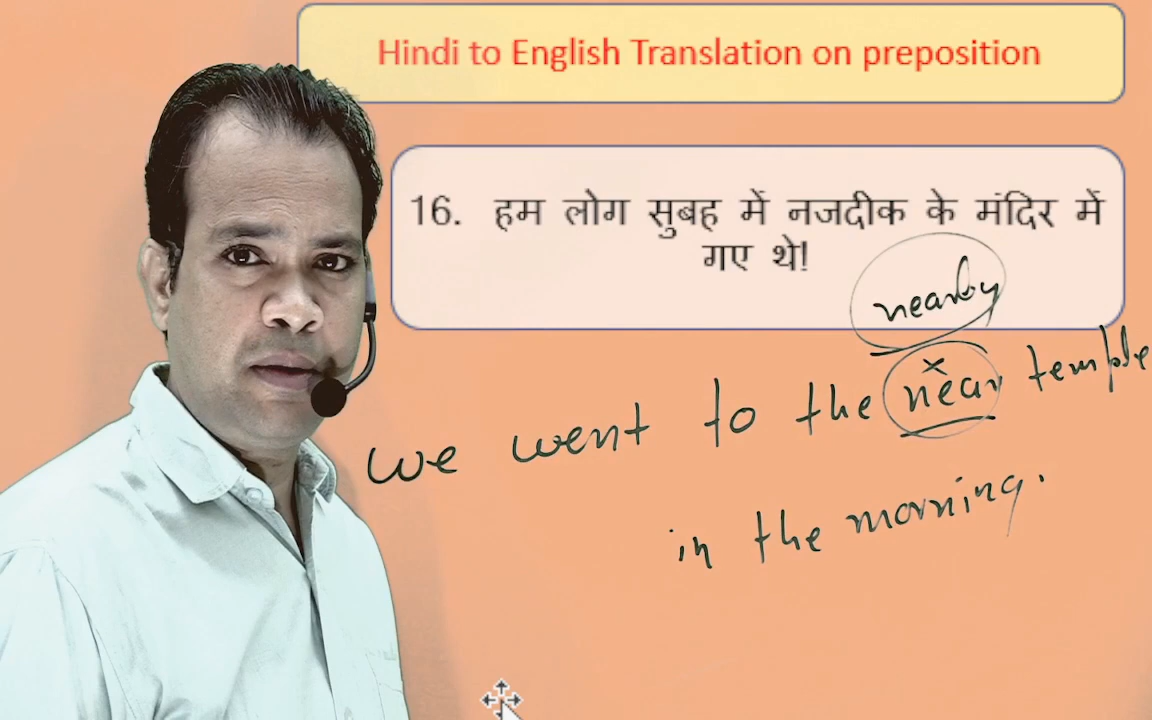 Hindi to English Translation on preposition
16. हम लोग सुबह में नजदीक के मंदिर में
गए थे!
nearby
we went to the near temple
in the morning.